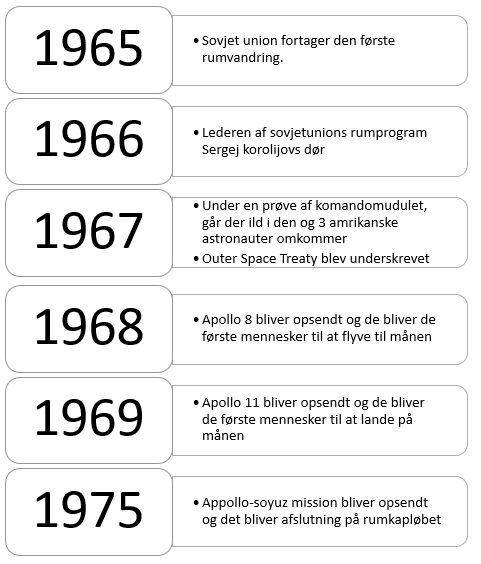 1965
• Sovjet union fortager den første
rumvandring.
1966
• Lederen af sovjetunions rumprogram
Sergej korolijovs dør
1967
• Under en prøve af komandomudulet,
går der ild i den og 3 amrikanske
astronauter omkommer
• Outer Space Treaty blev underskrevet
1968
• Apollo 8 bliver opsendt og de bliver de
første mennesker til at flyve til månen
1969
• Apollo 11 bliver opsendt og de bliver
de første mennesker til at lande på
månen
1975
• Appollo-soyuz mission bliver opsendt
og det bliver afslutning på rumkapløbet